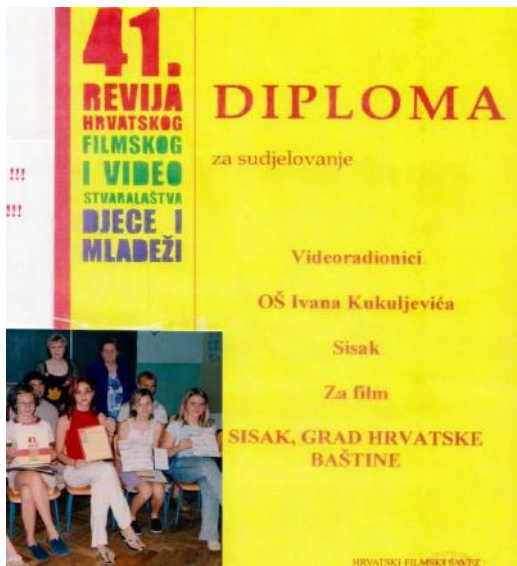 41.
REVIJA
HRVATSKOG
FILMSKOG
I VIDEO
STVARALAŠTVA
DJECE I
MLADEŽI
!!!
!!!
DIPLOMA
za sudjelovanje
Videoradionici
OŠ Ivana Kukuljevića
Sisak
Za film
SISAK, GRAD HRVATSKE
BAŠTINE
HRVATSKI FILMSKI SAVEZ
41.